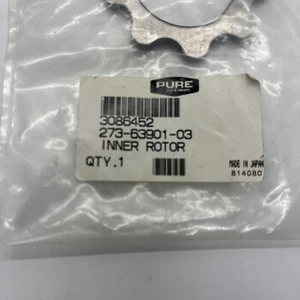 PURE
3086452
273-63901-03
INNER ROTOR
QTY.1
MADE IN JAPAN
814080